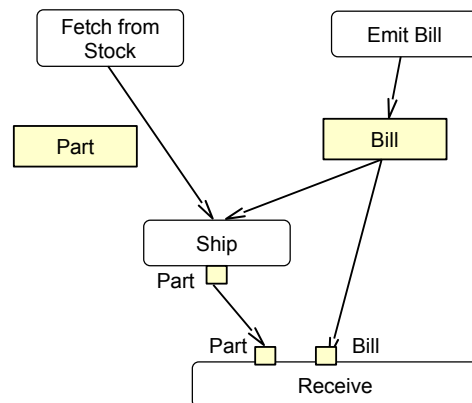 Fetch from
Stock
Emit Bill
Part
Bill
Ship
Part
Part
Bill
Receive